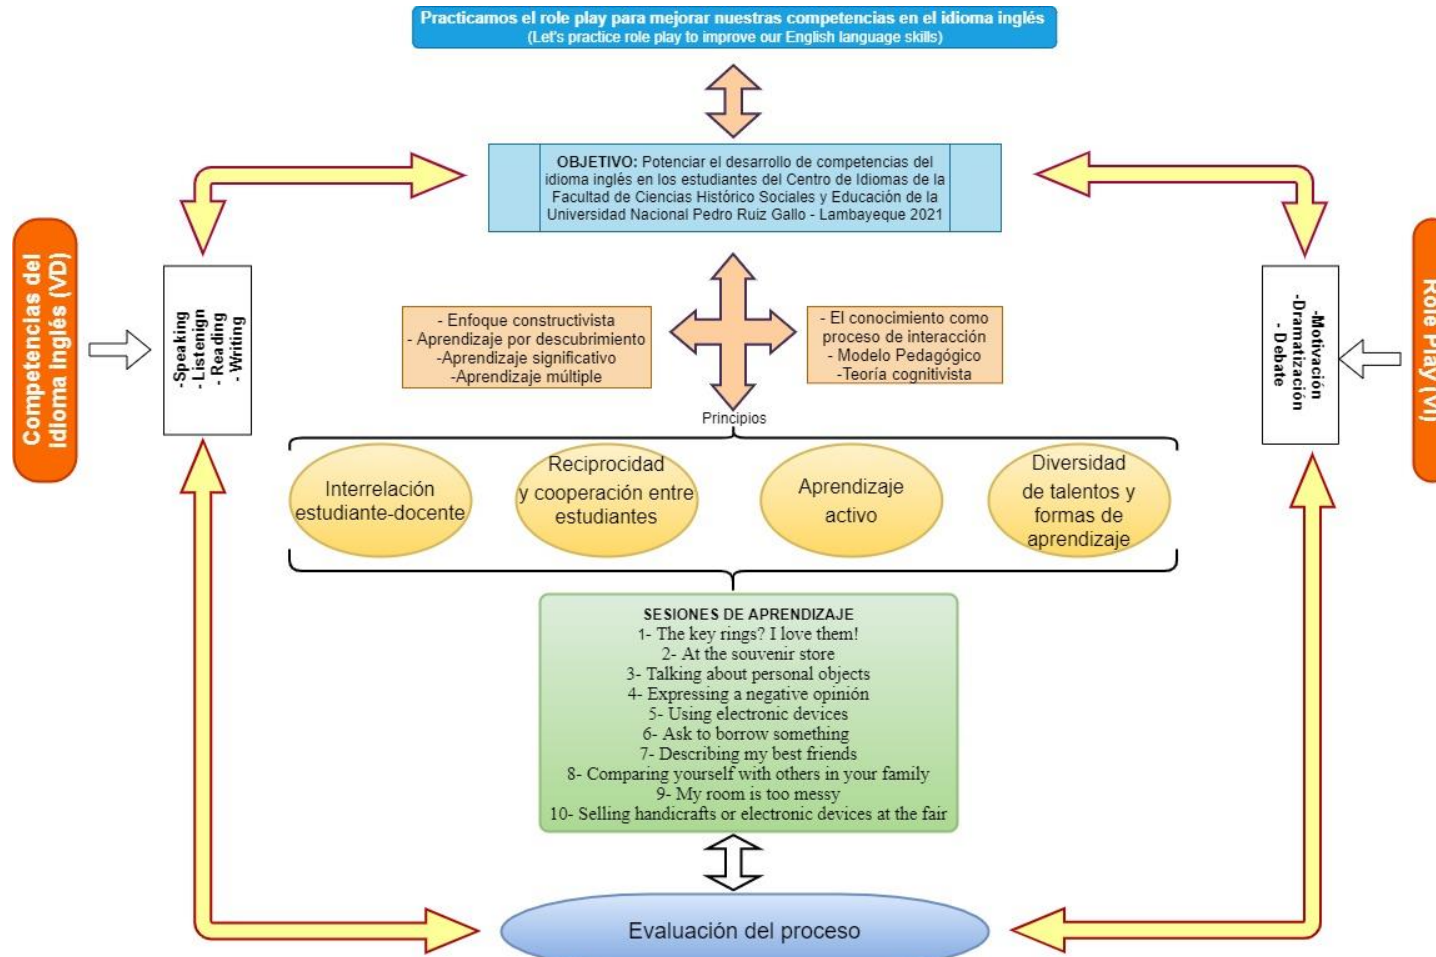 Practicamos el role play para mejorar nuestras competencias en el idioma inglés
(Let's practice role play to improve our English language skills)
OBJETIVO: Potenciar el desarrollo de competencias del
idioma inglés en los estudiantes del Centro de Idiomas de la
Facultad de Ciencias Histórico Sociales y Educación de la
Universidad Nacional Pedro Ruiz Gallo - Lambayeque 2021
Competencias del
Idioma Inglés (VD)
-Speaking
- Listenign
- Reading
- Writing
- Enfoque constructivista
- Aprendizaje por descubrimiento
-Aprendizaje significativo
-Aprendizaje múltiple
- El conocimiento como
proceso de interacción
- Modelo Pedagógico
-Teoría cognitivista
-Motivación
-Dramatización
- Debate
Role Play (VI)
Principios
Interrelación
estudiante-docente
Reciprocidad
y cooperación entre
estudiantes
Aprendizaje
activo
Diversidad
de talentos y
formas de
aprendizaje
SESIONES DE APRENDIZAJE
1- The key rings? I love them!
2- At the souvenir store
3- Talking about personal objects
4- Expressing a negative opinión
5- Using electronic devices
6- Ask to borrow something
7- Describing my best friends
8- Comparing yourself with others in your family
9- My room is too messy
10- Selling handicrafts or electronic devices at the fair
Evaluación del proceso